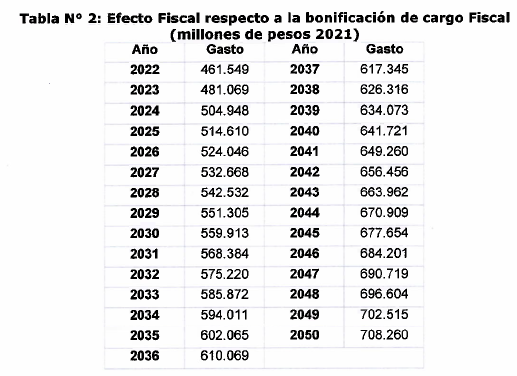 Tabla Nº 2: Efecto Fiscal respecto a la bonificación de cargo Fiscal
(millones de pesos 2021)
Año Gasto Año Gasto
2022 461.549 2037 617.345
2023 481.069 2038 626.316
2024 504.948 2039 634.073
2025 514.610 2040 641.721
2026 524.046 2041 649.260
2027 532.668 2042 656.456
2028 542.532 2043 663.962
2029 551.305 2044 670.909
2030 559.913 2045 677.654
2031 568.384 2046 684.201
2032 575.220 2047 690.719
2033 585.872 2048 696.604
2034 594.011 2049 702.515
2035 602.065 2050 708.260
2036 610.069